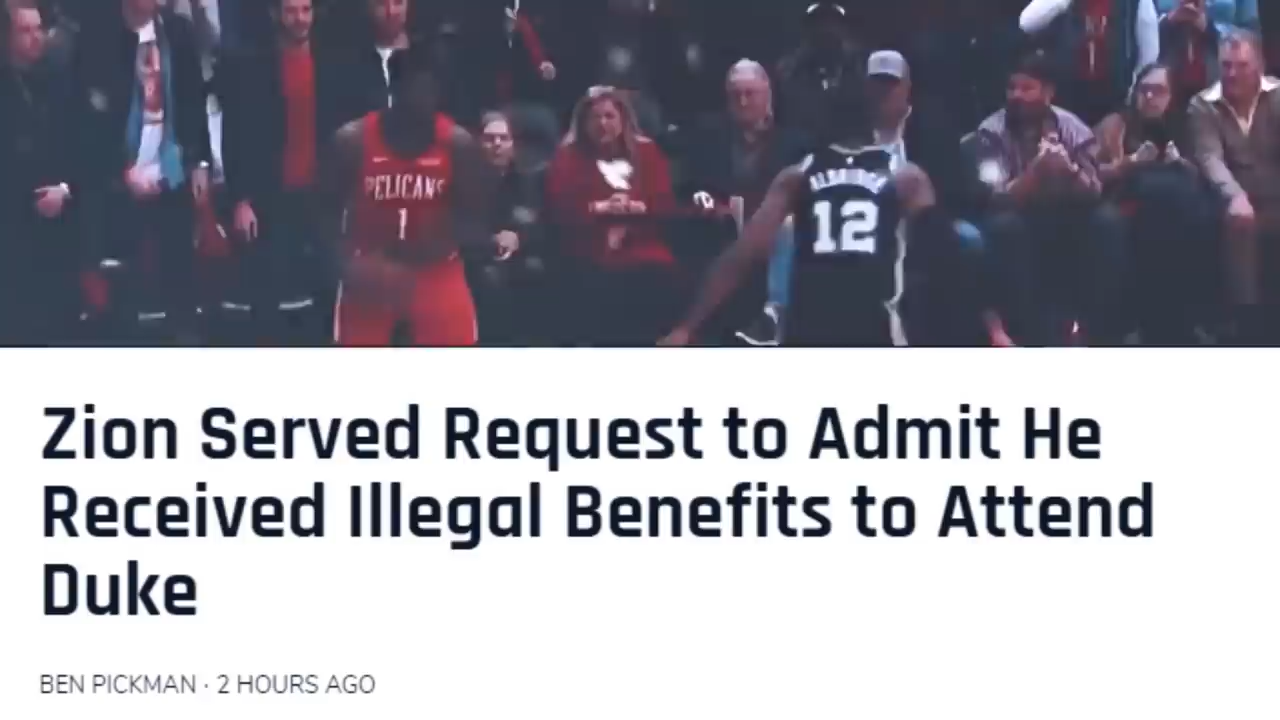 PELICANS
1
12
Zion Served Request to Admit He
Received Illegal Benefits to Attend
Duke
BEN PICKMAN · 2 HOURS AGO